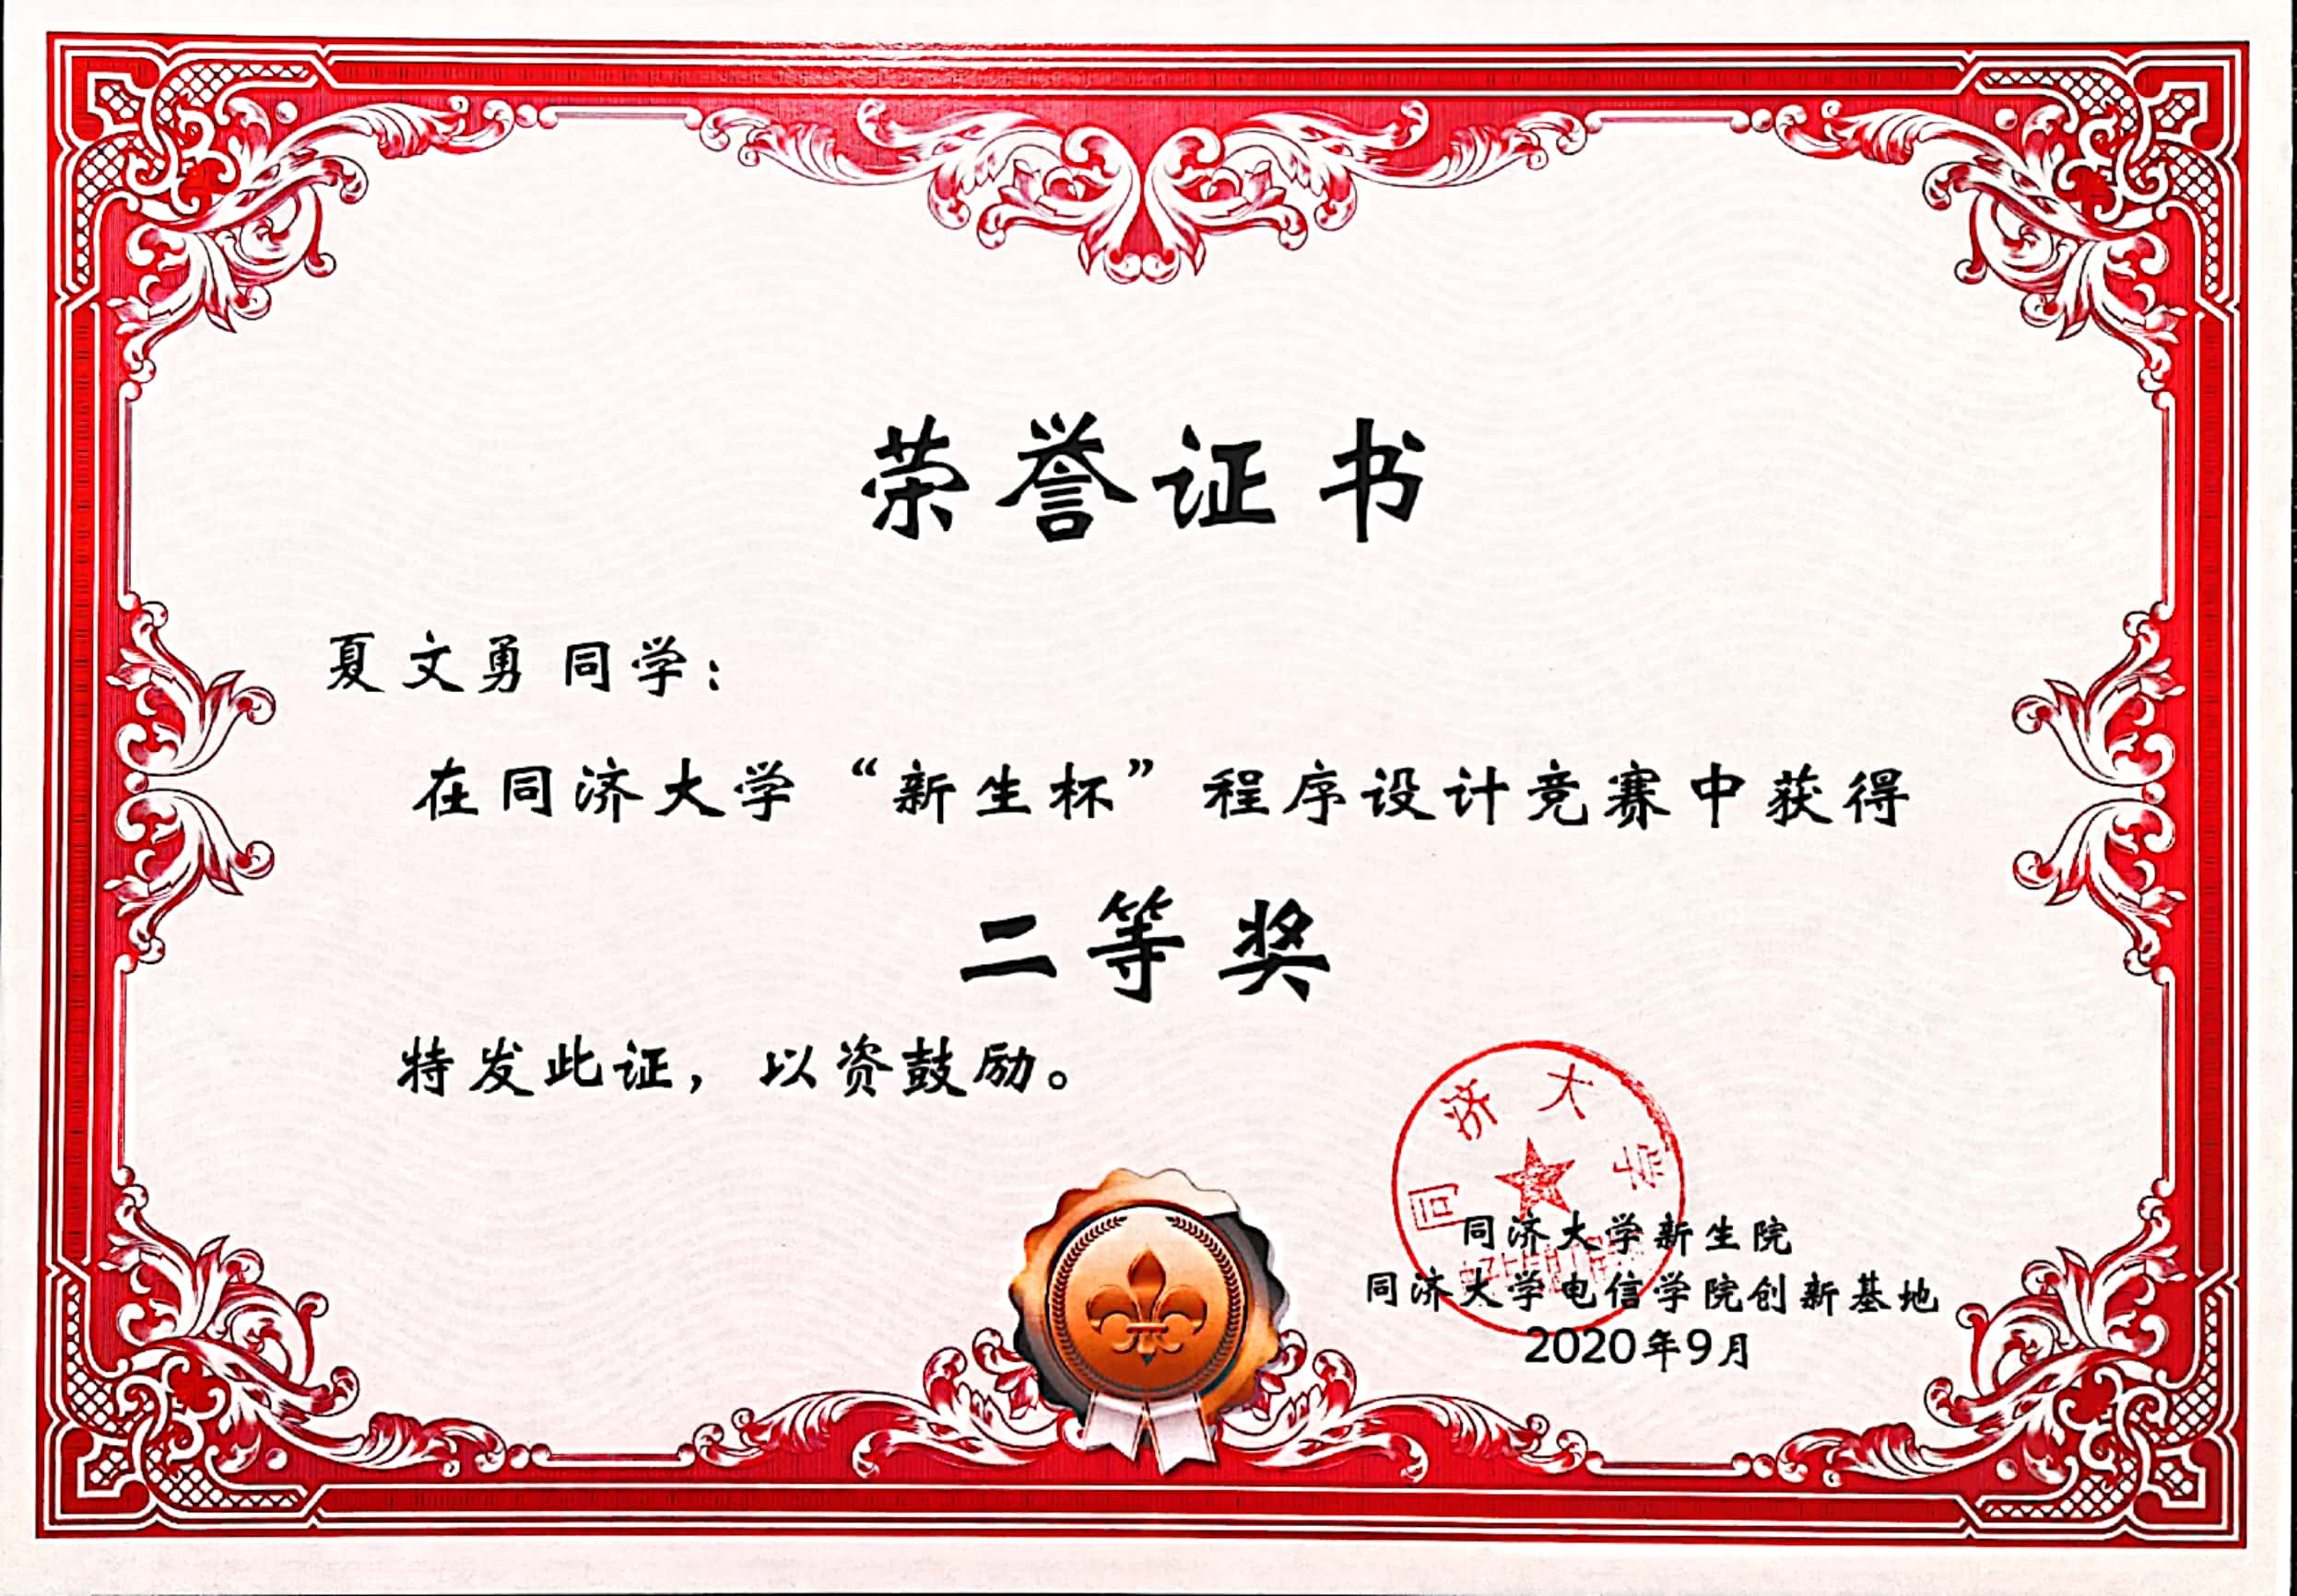 荣誉证书
夏文勇 同学：
在同济大学“新生杯”程序设计竞赛中获得
二等奖
特发此证，以资鼓励。
同济大学
同济大学新生院
同济大学电信学院创新基地
2020年9月